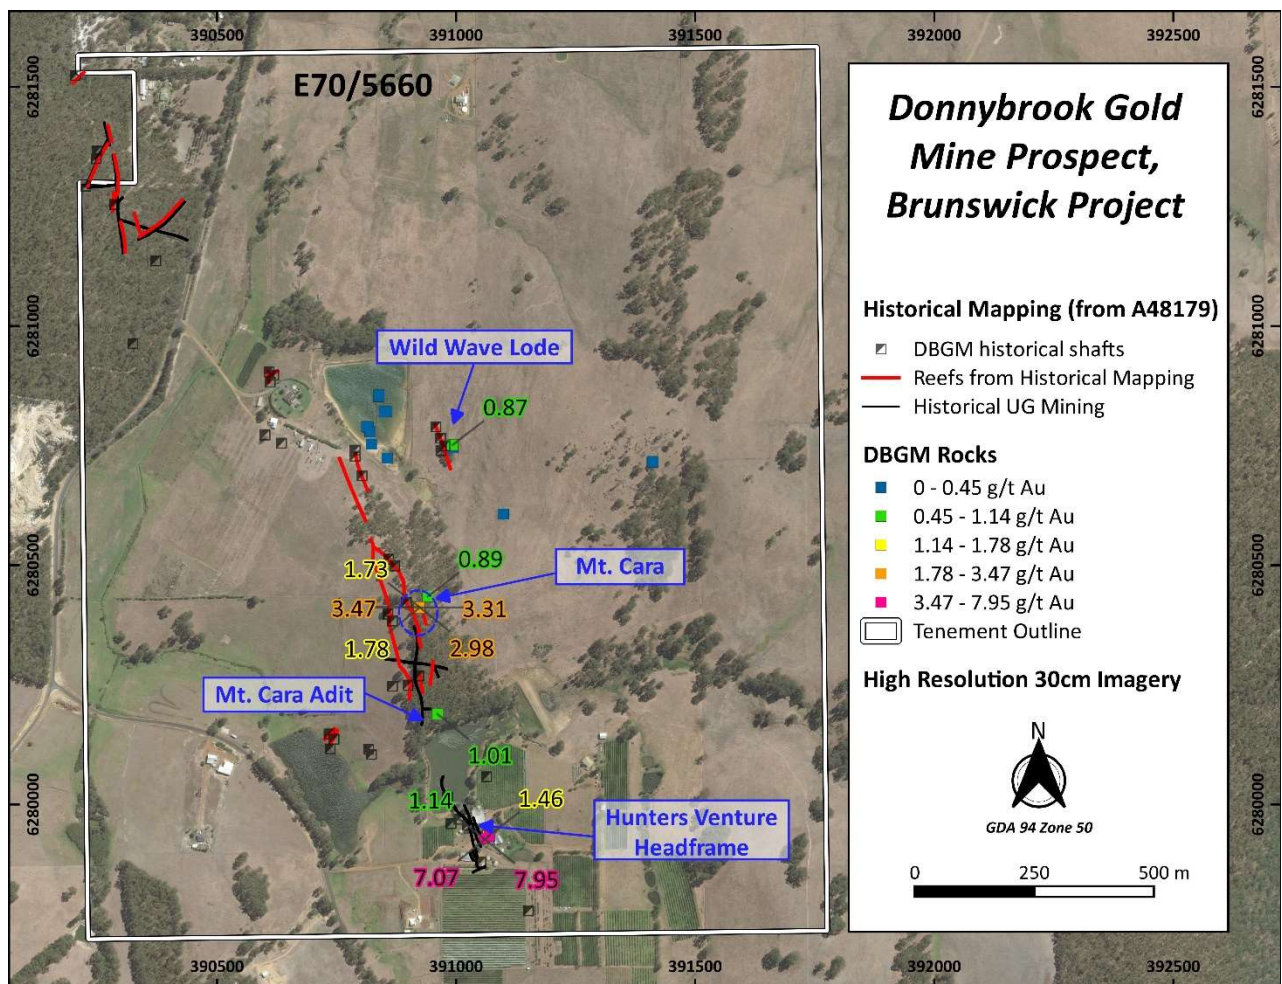 390500
391000
391500
392000
392500
6281500
6281000
6280500
6280000
6281500
6281000
6280500
6280000
E70/5660
Wild Wave Lode
0.87
0.89
1.73
Mt. Cara
3.47
3.31
1.78
2.98
Mt. Cara Adit
1.01
1.14
1.46
Hunters Venture
Headframe
7.07
7.95
390500
391000
391500
392000
392500
Donnybrook Gold
Mine Prospect,
Brunswick Project
Historical Mapping (from A48179)
DBGM historical shafts
Reefs from Historical Mapping
Historical UG Mining
DBGM Rocks
0 - 0.45 g/t Au
0.45 - 1.14 g/t Au
1.14 - 1.78 g/t Au
1.78 - 3.47 g/t Au
3.47 - 7.95 g/t Au
Tenement Outline
High Resolution 30cm Imagery
N
GDA 94 Zone 50
0
250
500 m